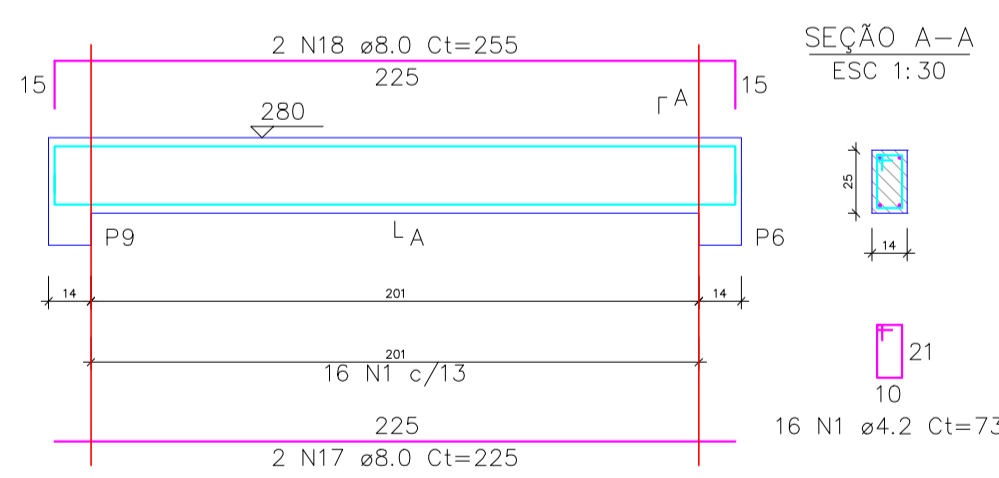 2 N18 ø8.0 Ct=255
SEÇÃO A-A
ESC 1:30
15
225
15
280
A
25
P9
A
P6
14
14
201
14
201
16 N1 c/13
21
10
225
16 N1 ø4.2 Ct=73
2 N17 ø8.0 Ct=225